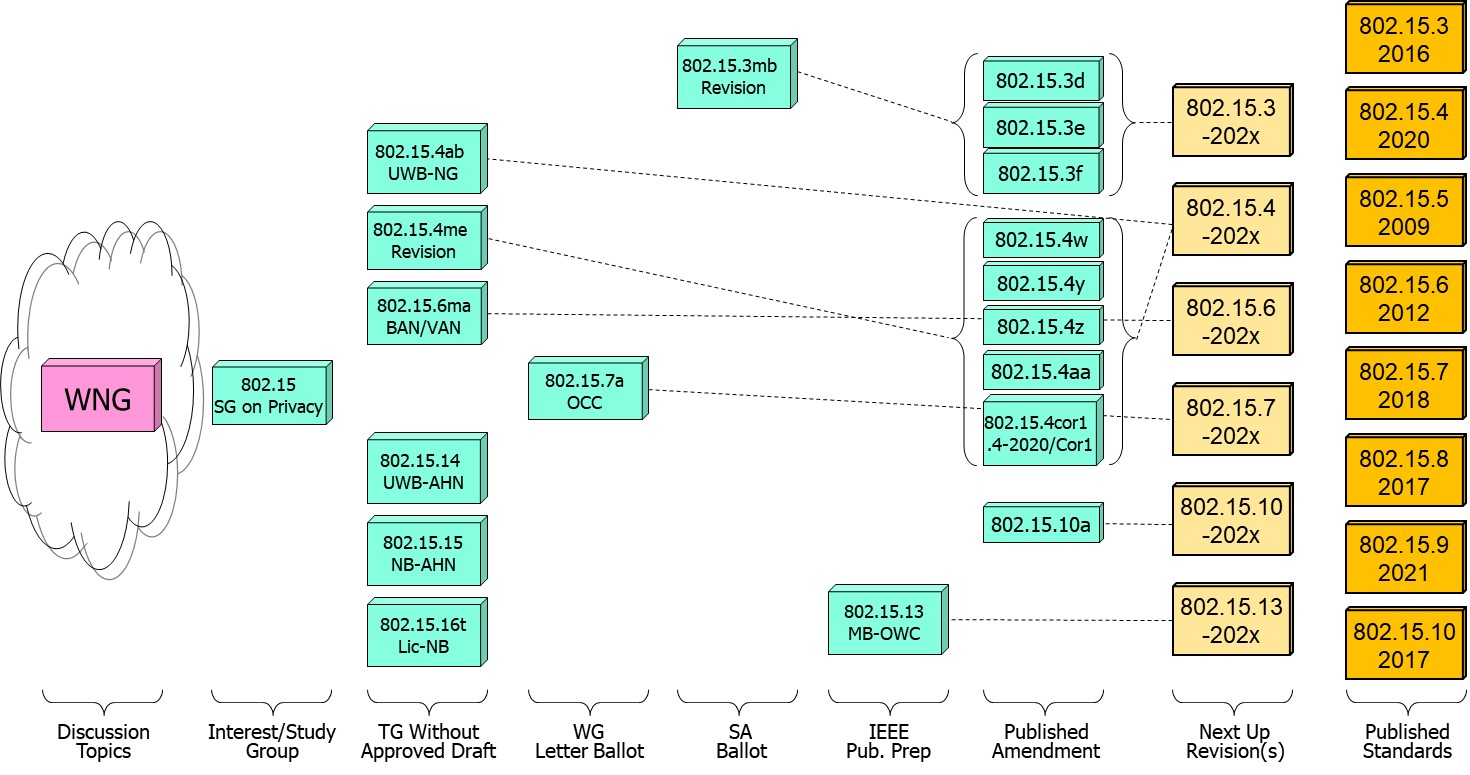 WNG
802.15
SG on Privacy
802.15.4ab
UWB-NG
802.15.4me
Revision
802.15.6ma
BAN/VAN
802.15.14
UWB-AHN
802.15.15
NB-AHN
802.15.16t
Lic-NB
802.15.7a
OCC
802.15.3mb
Revision
802.15.13
MB-OWC
802.15.3d
802.15.3e
802.15.3f
802.15.4w
802.15.4y
802.15.4z
802.15.4aa
802.15.4cor1
.4-2020/Cor1
802.15.10a
802.15.3
-202x
802.15.4
-202x
802.15.6
-202x
802.15.7
-202x
802.15.10
-202x
802.15.13
-202x
802.15.3
2016
802.15.4
2020
802.15.5
2009
802.15.6
2012
802.15.7
2018
802.15.8
2017
802.15.9
2021
802.15.10
2017
Discussion
Topics
Interest/Study
Group
TG Without
Approved Draft
WG
Letter Ballot
SA
Ballot
IEEE
Pub. Prep
Published
Amendment
Next Up
Revision(s)
Published
Standards